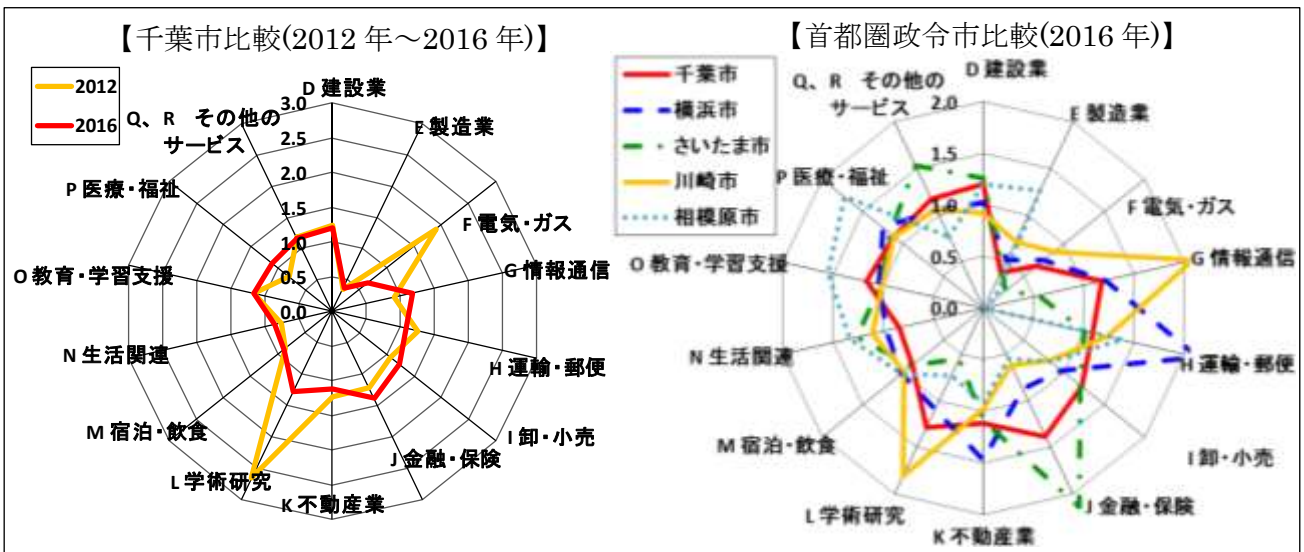 【千葉市比較(2012 年～2016 年)】
2012
2016
D 建設業
E 製造業
F 電気・ガス
G 情報通信
H 運輸・郵便
I 卸・小売
J 金融・保険
K 不動産業
L 学術研究
M 宿泊・飲食
N 生活関連
O 教育・学習支援
P 医療・福祉
Q、R その他の
サービス
3.0
2.5
2.0
1.5
1.0
0.5
0.0
【首都圏政令市比較(2016 年)】
千葉市
横浜市
さいたま市
川崎市
相模原市
D 建設業
E 製造業
F 電気・ガス
G 情報通信
H 運輸・郵便
I 卸・小売
J 金融・保険
K 不動産業
L 学術研究
M 宿泊・飲食
N 生活関連
O 教育・学習支援
P 医療・福祉
Q、R その他の
サービス
2.0
1.5
1.0
0.5
0.0